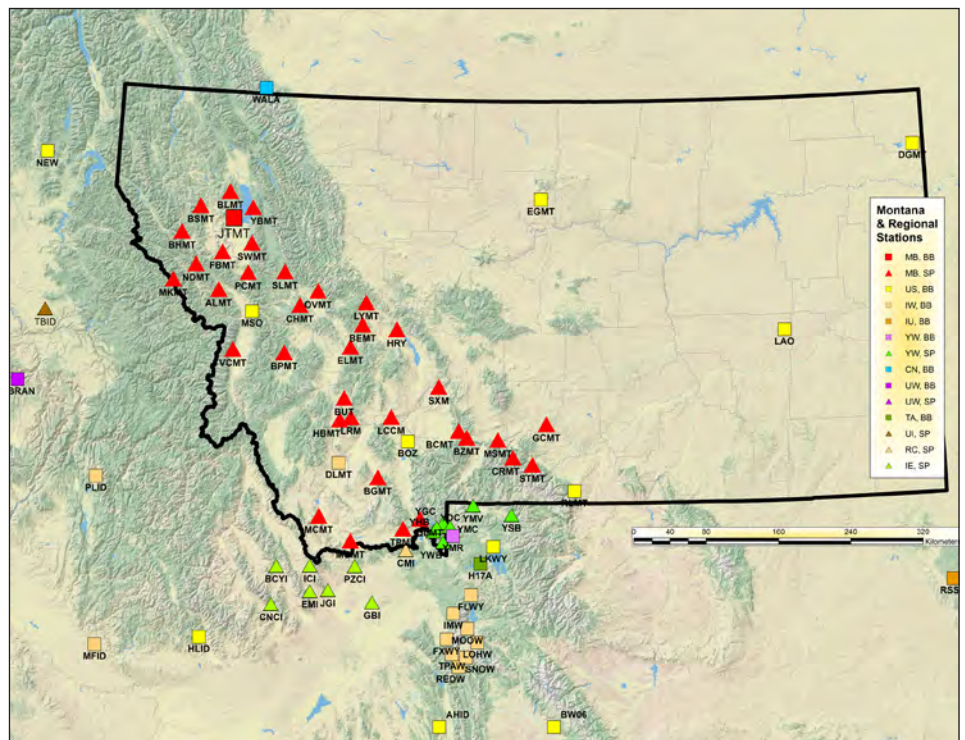 WALA
NEW
DGMT
EGMT
BLMT
BSMT
YBMT
JTMT
BHMT
SWMT
FBMT
NDMT
PCMT
SLMT
MKMT
ALMT
OVMT
CHMT
LYMT
MSO
TBID
BEMT
HRY
LAO
VCMT
BPMT
ELMT
BRAN
SXM
BUT
HBMT
LRM
LCCM
BOZ
BCMT
BZMT
MSMT
GCMT
CRMT
STMT
DLMT
PLID
BGMT
YGC
YHB
YMV
YSB
YMC
MCMT
TPMT
YWB
LKWY
CMI
H17A
RSS
BCYI
ICI
PZCI
EMI
JGI
GBI
CNCI
FLWY
IMW
MOOW
MFID
HLID
FXWY
LOHW
TPAW
SNOW
REDW
AHID
BW06
Montana
& Regional
Stations
MB, BB
MB, SP
US, BB
IW, BB
IU, BB
YW, BB
YW, SP
CN, BB
UW, BB
UW, SP
TA, BB
UI, SP
RC, SP
IE, SP
0 40 80 160 240 320
Kilometers